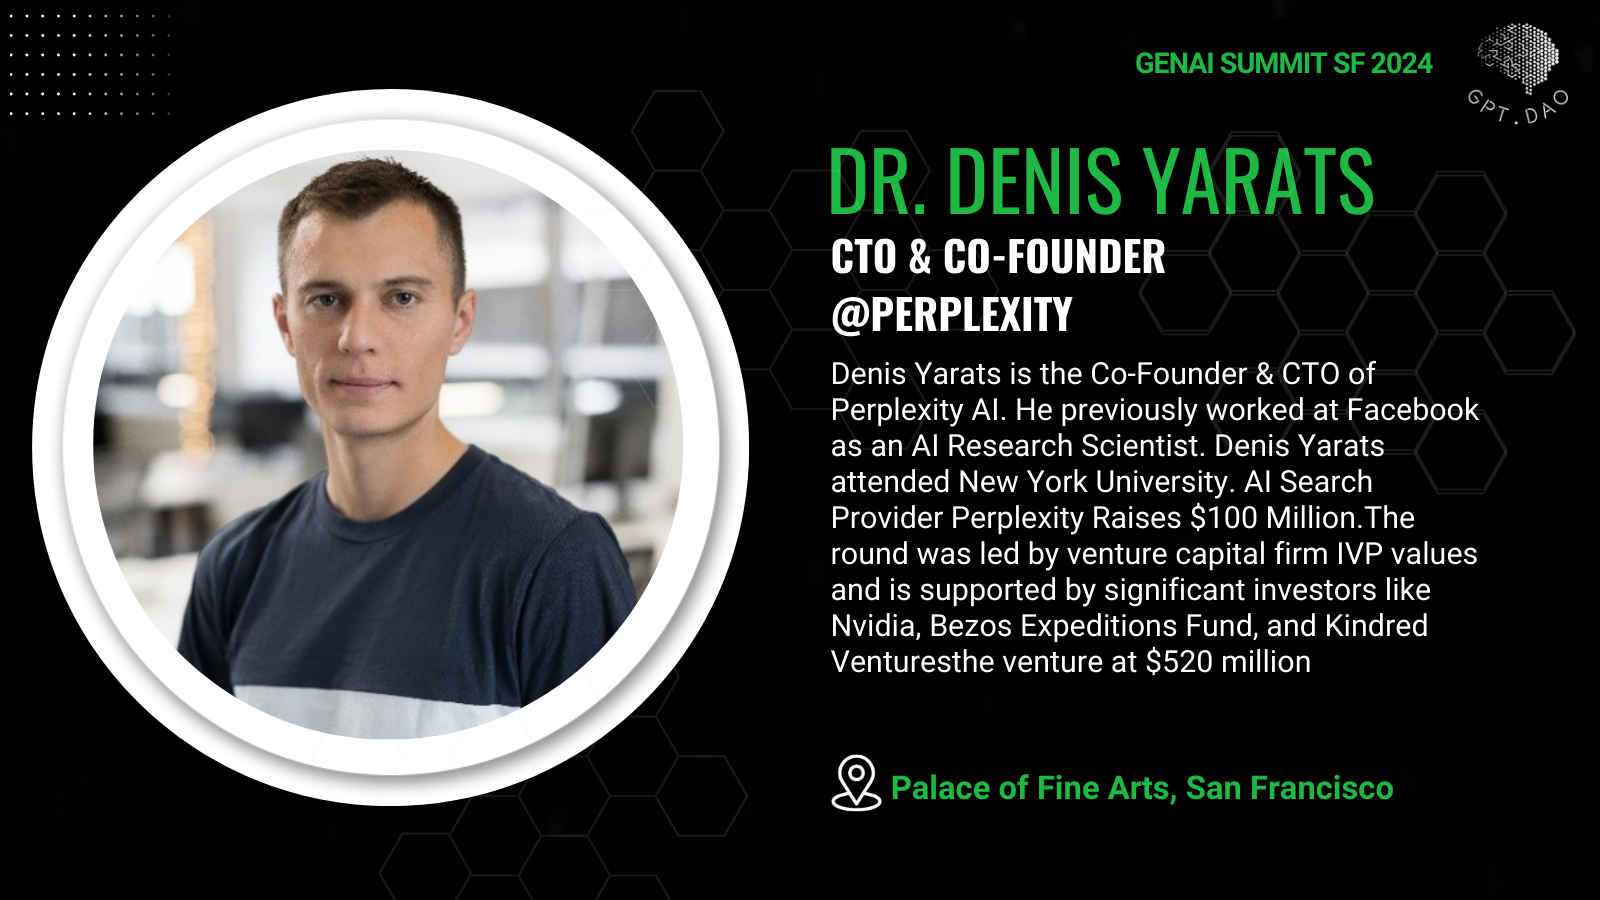 GENAI SUMMIT SF 2024
GPT.DAO
DR. DENIS YARATS
CTO & CO-FOUNDER
@PERPLEXITY
Denis Yarats is the Co-Founder & CTO of
Perplexity AI. He previously worked at Facebook
as an AI Research Scientist. Denis Yarats
attended New York University. AI Search
Provider Perplexity Raises $100 Million.The
round was led by venture capital firm IVP values
and is supported by significant investors like
Nvidia, Bezos Expeditions Fund, and Kindred
Venturesthe venture at $520 million
Palace of Fine Arts, San Francisco